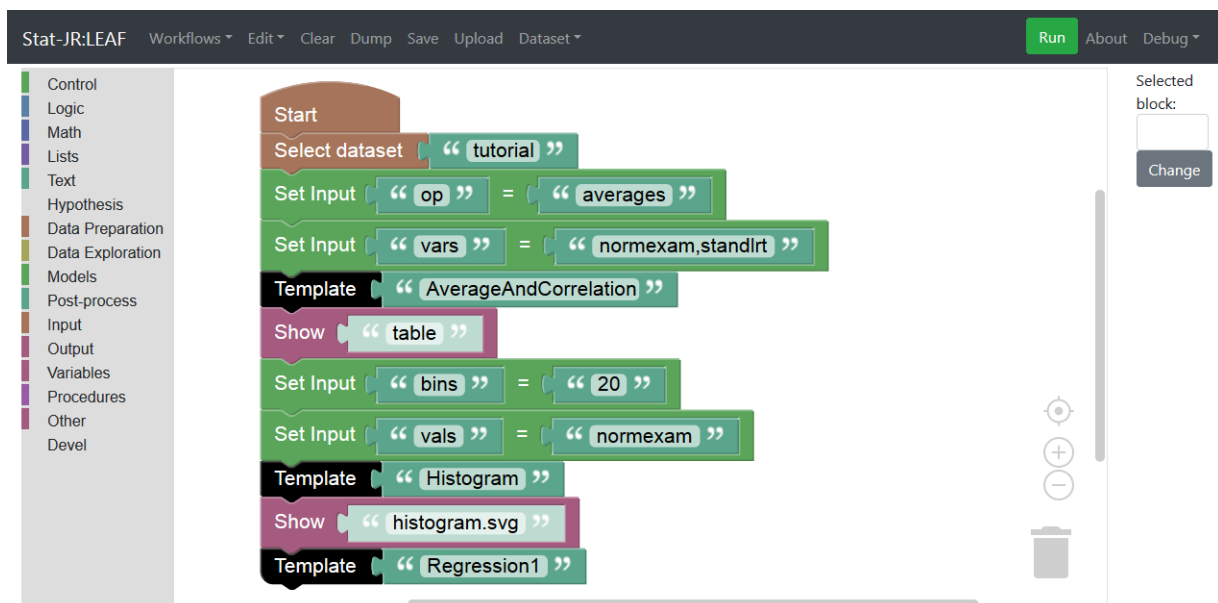 Stat-JR:LEAF Workflows Edit Clear Dump Save Upload Dataset Run About Debug
Control
Logic
Math
Lists
Text
Hypothesis
Data Preparation
Data Exploration
Models
Post-process
Input
Output
Variables
Procedures
Other
Devel
Start
Select dataset “ tutorial ”
Set Input “ op ” = “ averages ”
Set Input “ vars ” = “ normexam,standlrt ”
Template “ AverageAndCorrelation ”
Show “ table ”
Set Input “ bins ” = “ 20 ”
Set Input “ vals ” = “ normexam ”
Template “ Histogram ”
Show “ histogram.svg ”
Template “ Regression1 ”
Selected
block:
Change